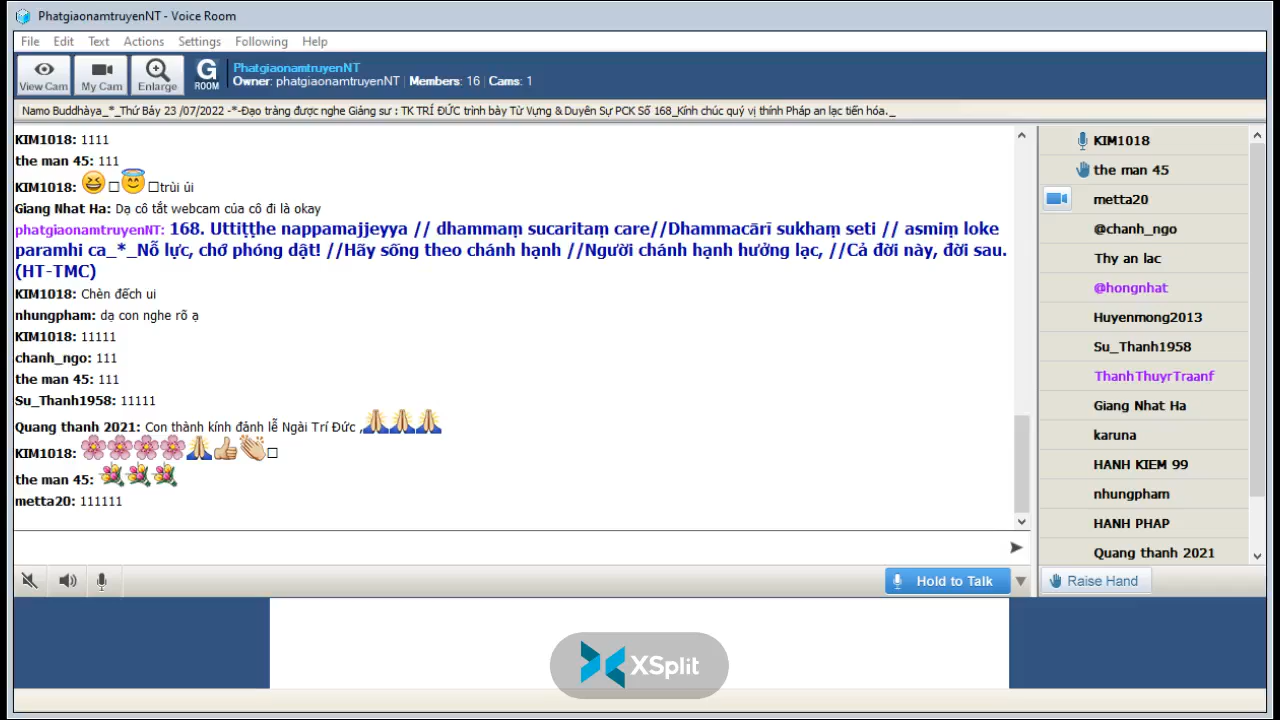 PhatgiaonamtruyenNT - Voice Room
File Edit Text Actions Settings Following Help
View Cam
My Cam
Enlarge
G ROOM
PhatgiaonamtruyenNT
Owner: phatgiaonamtruyenNT | Members: 16 | Cams: 1
Namo Buddhàya_*_Thứ Bảy 23 /07/2022 -*-Đạo tràng được nghe Giảng sư : TK TRÍ ĐỨC trình bày Từ Vựng & Duyên Sự PCK Số 168_Kính chúc quý vị thính Pháp an lạc tiến hóa._
KIM1018: 1111
the man 45: 111
KIM1018: 😆□😇□trùi úi
Giang Nhat Ha: Dạ cô tắt webcam của cô đi là okay
phatgiaonamtruyenNT: 168. Uttiṭṭhe nappamajjeyya // dhammaṃ sucaritaṃ care//Dhammacārī sukhaṃ seti // asmiṃ loke
paramhi ca_*_Nỗ lực, chớ phóng dật! //Hãy sống theo chánh hạnh //Người chánh hạnh hưởng lạc, //Cả đời này, đời sau.
(HT-TMC)
KIM1018: Chèn đếch ui
nhungpham: dạ con nghe rõ ạ
KIM1018: 11111
chanh_ngo: 111
the man 45: 111
Su_Thanh1958: 11111
Quang thanh 2021: Con thành kính đảnh lễ Ngài Trí Đức ,🙏🙏🙏
KIM1018: 🌸🌸🌸🌸🙏👍👏□
the man 45: 💐💐💐
metta20: 111111
Hold to Talk
KIM1018
the man 45
metta20
@chanh_ngo
Thy an lac
@hongnhat
Huyenmong2013
Su_Thanh1958
ThanhThuyrTraanf
Giang Nhat Ha
karuna
HANH KIEM 99
nhungpham
HANH PHAP
Quang thanh 2021
Raise Hand
XSplit